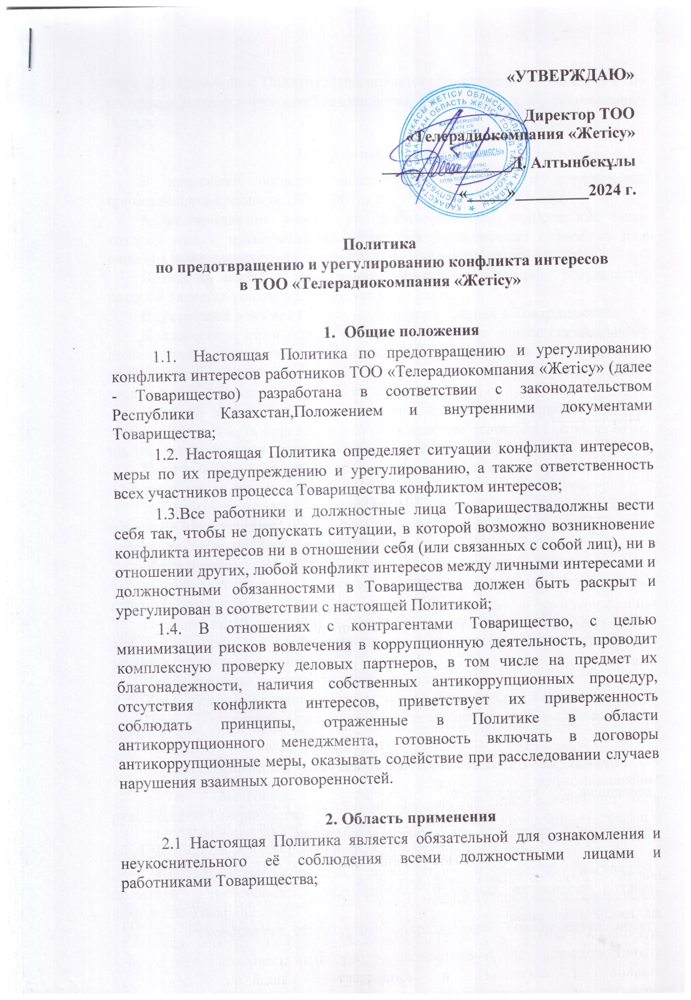 «УТВЕРЖДАЮ»
Директор ТОО
«Телерадиокомпания «Жетісу»
Д. Алтынбекұлы
«_____»_________2024 г.
Политика
по предотвращению и урегулированию конфликта интересов
в ТОО «Телерадиокомпания «Жетісу»
1. Общие положения
1.1. Настоящая Политика по предотвращению и урегулированию
конфликта интересов работников ТОО «Телерадиокомпания «Жетісу» (далее
- Товарищество) разработана в соответствии с законодательством
Республики Казахстан,Положением и внутренними документами
Товарищества;
1.2. Настоящая Политика определяет ситуации конфликта интересов,
меры по их предупреждению и урегулированию, а также ответственность
всех участников процесса Товарищества конфликтом интересов;
1.3.Все работники и должностные лица Товариществадолжны вести
себя так, чтобы не допускать ситуации, в которой возможно возникновение
конфликта интересов ни в отношении себя (или связанных с собой лиц), ни в
отношении других, любой конфликт интересов между личными интересами и
должностными обязанностями в Товарищества должен быть раскрыт и
урегулирован в соответствии с настоящей Политикой;
1.4. В отношениях с контрагентами Товарищество, с целью
минимизации рисков вовлечения в коррупционную деятельность, проводит
комплексную проверку деловых партнеров, в том числе на предмет их
благонадежности, наличия собственных антикоррупционных процедур,
отсутствия конфликта интересов, приветствует их приверженность
соблюдать принципы, отраженные в Политике в области
антикоррупционного менеджмента, готовность включать в договоры
антикоррупционные меры, оказывать содействие при расследовании случаев
нарушения взаимных договоренностей.
2. Область применения
2.1 Настоящая Политика является обязательной для ознакомления и
неукоснительного её соблюдения всеми должностными лицами и
работниками Товарищества;
ҚАЗАҚСТАН РЕСПУБЛИКАСЫ ЖЕТІСУ ОБЛЫСЫ ТАЛДЫҚОРҒАН ҚАЛАСЫ
РЕСПУБЛИКА КАЗАХСТАН ОБЛАСТЬ ЖЕТІСУ ГОРОД ТАЛДЫКОРГАН
ЖАУАПКЕРШІЛІГІ
ШЕКТЕУЛІ
СЕРІКТЕСТІГІ
«ЖЕТІСУ»
ТЕЛЕРАДИОКОМПАНИЯСЫ»
ОТВЕТСТВЕННОСТЬЮ